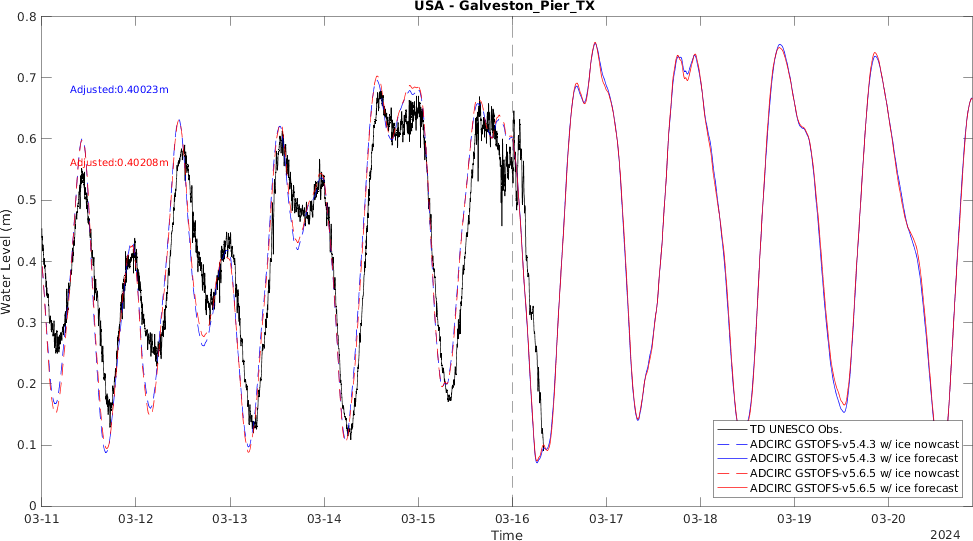 USA - Galveston_Pier_TX
0.8
0.7
0.6
0.5
0.4
0.3
0.2
0.1
0
Water Level (m)
Adjusted:0.40023m
Adjusted:0.40208m
TD UNESCO Obs.
ADCIRC GSTOFS-v5.4.3 w/ ice nowcast
ADCIRC GSTOFS-v5.4.3 w/ ice forecast
ADCIRC GSTOFS-v5.6.5 w/ ice nowcast
ADCIRC GSTOFS-v5.6.5 w/ ice forecast
03-11 03-12 03-13 03-14 03-15 03-16 03-17 03-18 03-19 03-20
Time
2024